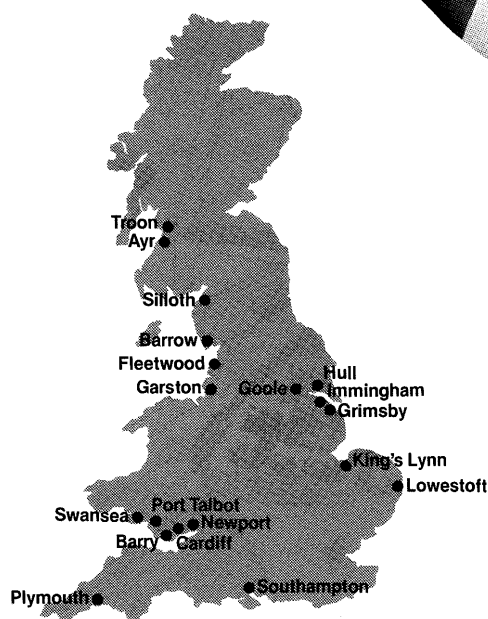 Troon
Ayr
Silloth
Barrow
Fleetwood
Garston
Goole
Hull
Immingham
Grimsby
King's Lynn
Lowestoft
Port Talbot
Swansea
Newport
Barry
Cardiff
Southampton
Plymouth